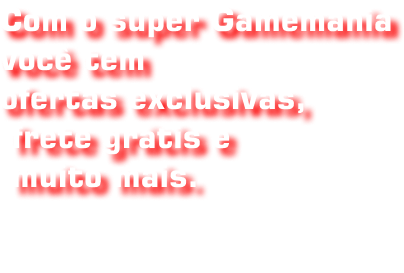 Com o super Gamemania
você tem
ofertas exclusivas,
frete grátis e
muito mais.